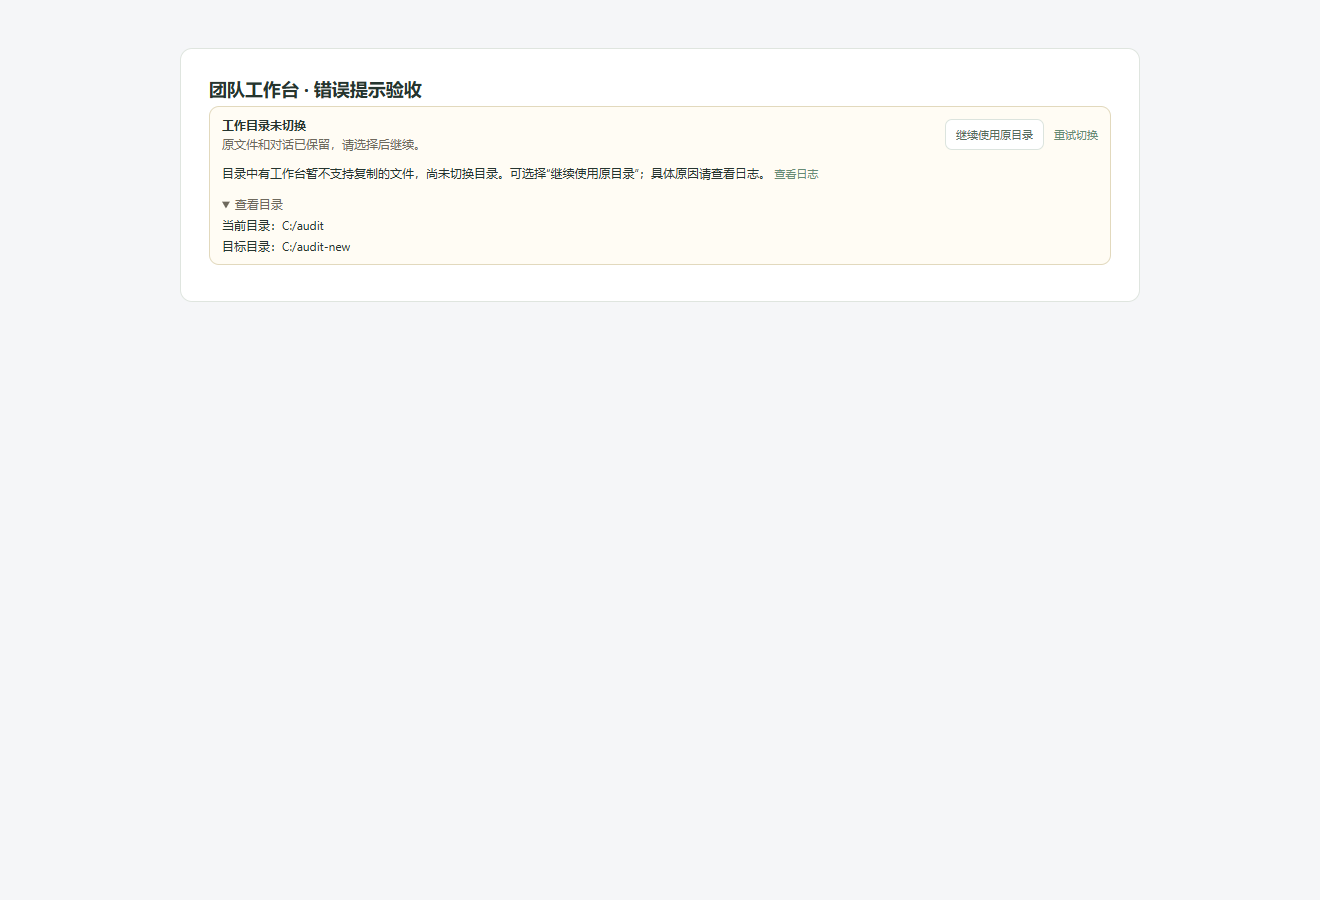 团队工作台 · 错误提示验收
工作目录未切换
原文件和对话已保留，请选择后继续。
继续使用原目录
重试切换
目录中有工作台暂不支持复制的文件，尚未切换目录。可选择“继续使用原目录”；具体原因请查看日志。 查看日志
▼ 查看目录
当前目录：C:/audit
目标目录：C:/audit-new